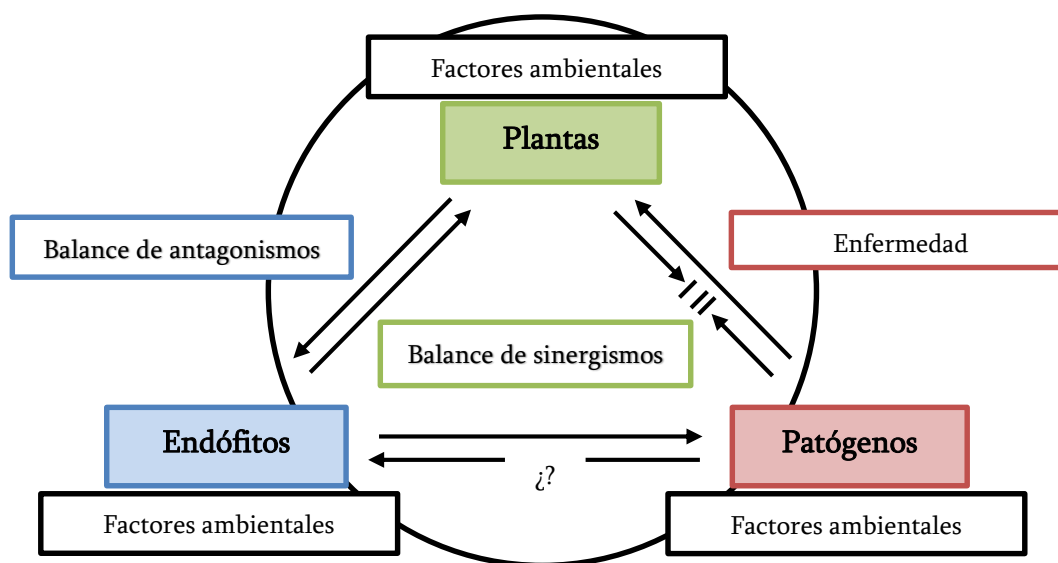 Factores ambientales
Plantas
Balance de antagonismos
Enfermedad
Balance de sinergismos
Endófitos
Patógenos
¿?
Factores ambientales
Factores ambientales